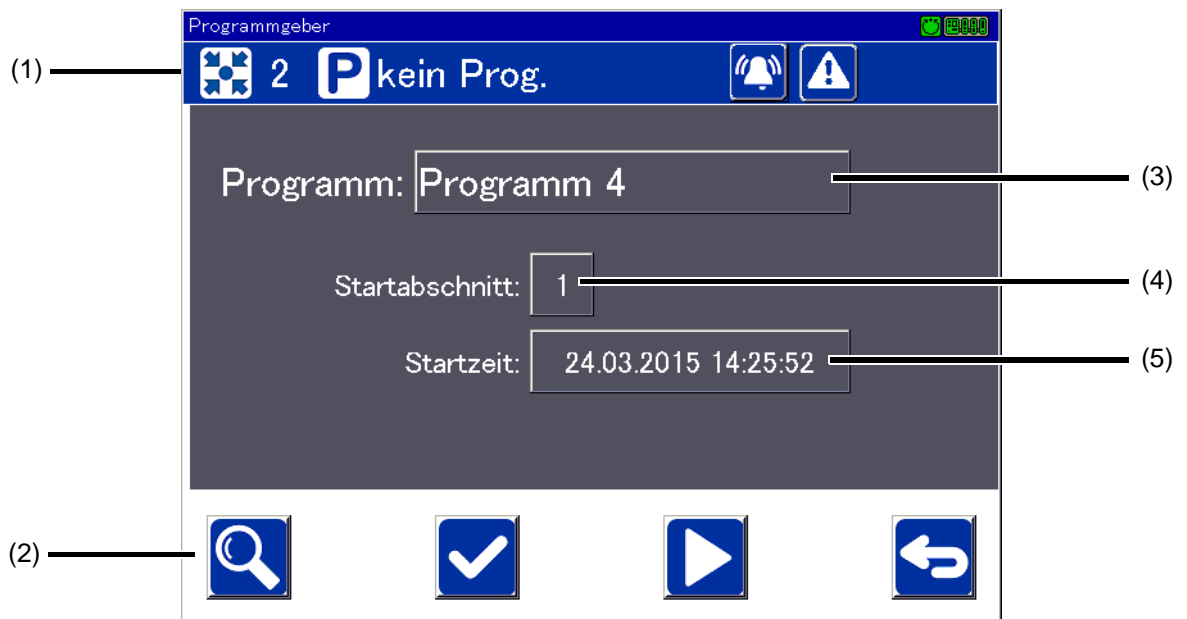 Programmgeber
(1)
2 P kein Prog.
Programm: Programm 4
(3)
Startabschnitt: 1
(4)
Startzeit: 24.03.2015 14:25:52
(5)
(2)